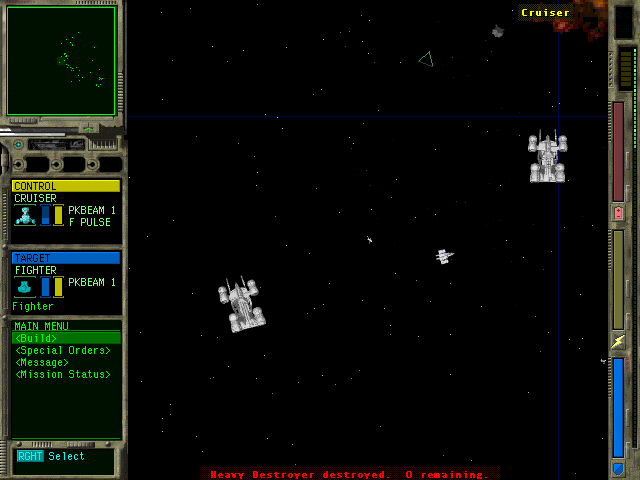 Cruiser
CONTROL
CRUISER
PKBEAM 1
F PULSE
TARGET
FIGHTER
PKBEAM 1
Fighter
MAIN MENU
<Build>
<Special Orders>
<Message>
<Mission Status>
RGHT Select
Heavy Destroyer destroyed. 0 remaining.